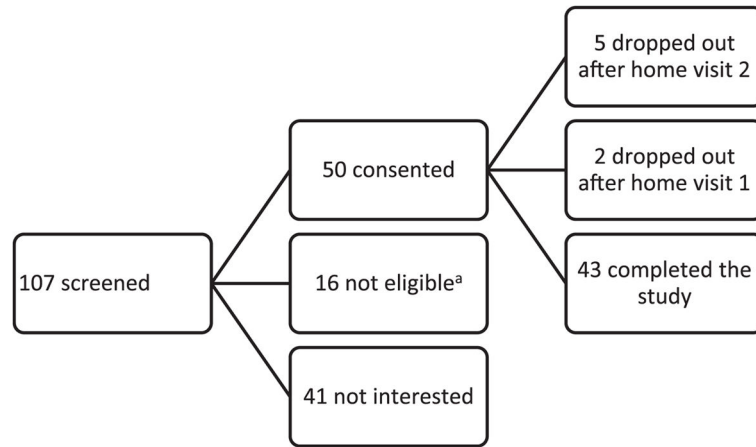 107 screened
50 consented
16 not eligibleᵃ
41 not interested
5 dropped out
after home visit 2
2 dropped out
after home visit 1
43 completed the
study